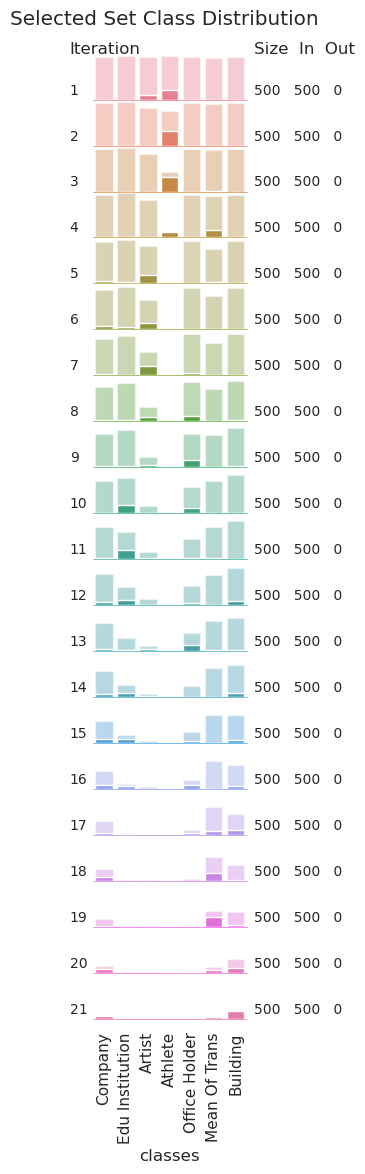 Selected Set Class Distribution
Iteration Size In Out
1 500 500 0
2 500 500 0
3 500 500 0
4 500 500 0
5 500 500 0
6 500 500 0
7 500 500 0
8 500 500 0
9 500 500 0
10 500 500 0
11 500 500 0
12 500 500 0
13 500 500 0
14 500 500 0
15 500 500 0
16 500 500 0
17 500 500 0
18 500 500 0
19 500 500 0
20 500 500 0
21 500 500 0
Company
Edu Institution
Artist
Athlete
Office Holder
Mean Of Trans
Building
classes